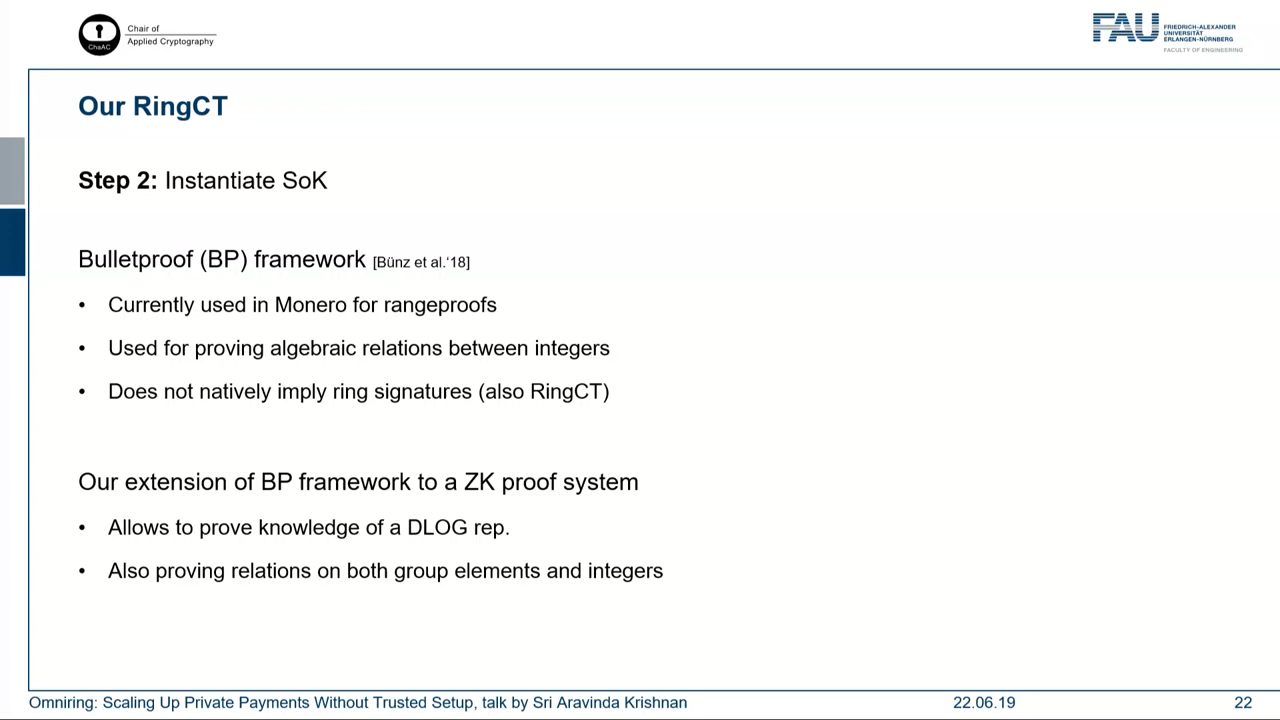 ChaAC
Chair of
Applied Cryptography
FAU
FRIEDRICH-ALEXANDER
UNIVERSITÄT
ERLANGEN-NÜRNBERG
FACULTY OF ENGINEERING
Our RingCT
Step 2: Instantiate SoK
Bulletproof (BP) framework [Bünz et al.‘18]
• Currently used in Monero for rangeproofs
• Used for proving algebraic relations between integers
• Does not natively imply ring signatures (also RingCT)
Our extension of BP framework to a ZK proof system
• Allows to prove knowledge of a DLOG rep.
• Also proving relations on both group elements and integers
Omniring: Scaling Up Private Payments Without Trusted Setup, talk by Sri Aravinda Krishnan
22.06.19
22